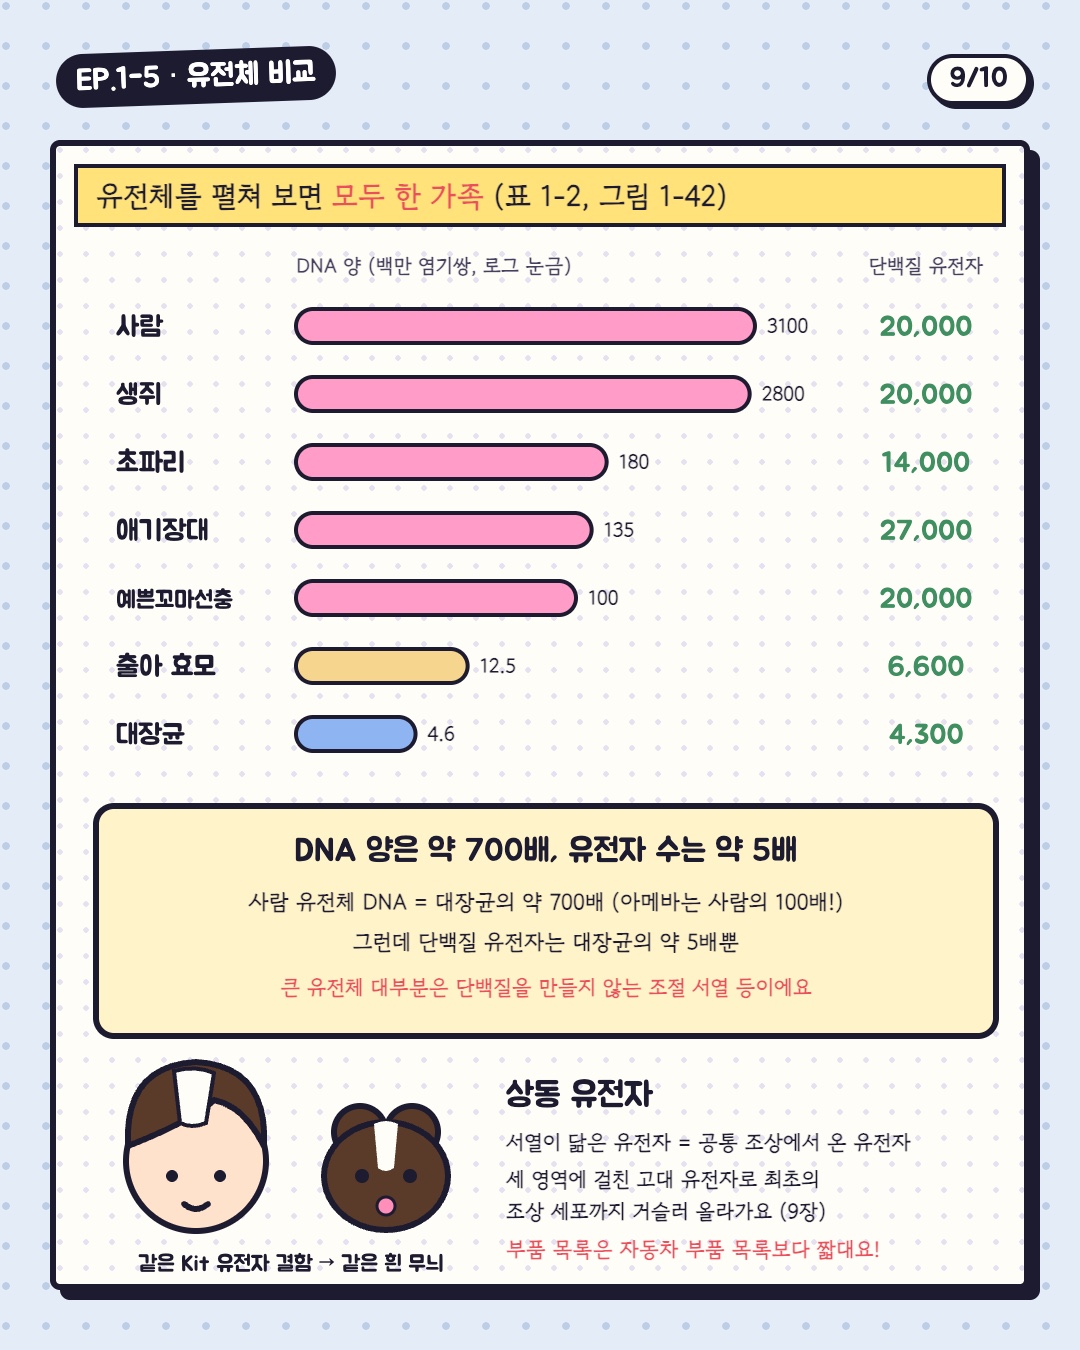 EP.1-5 · 유전체 비교
9/10
유전체를 펼쳐 보면 모두 한 가족 (표 1-2, 그림 1-42)
DNA 양 (백만 염기쌍, 로그 눈금)
단백질 유전자
사람 3100 20,000
생쥐 2800 20,000
초파리 180 14,000
애기장대 135 27,000
예쁜꼬마선충 100 20,000
출아 효모 12.5 6,600
대장균 4.6 4,300
DNA 양은 약 700배, 유전자 수는 약 5배
사람 유전체 DNA = 대장균의 약 700배 (아메바는 사람의 100배!)
그런데 단백질 유전자는 대장균의 약 5배뿐
큰 유전체 대부분은 단백질을 만들지 않는 조절 서열 등이에요
상동 유전자
서열이 닮은 유전자 = 공통 조상에서 온 유전자
세 영역에 걸친 고대 유전자로 최초의
조상 세포까지 거슬러 올라가요 (9장)
부품 목록은 자동차 부품 목록보다 짧대요!
같은 Kit 유전자 결함 → 같은 흰 무늬